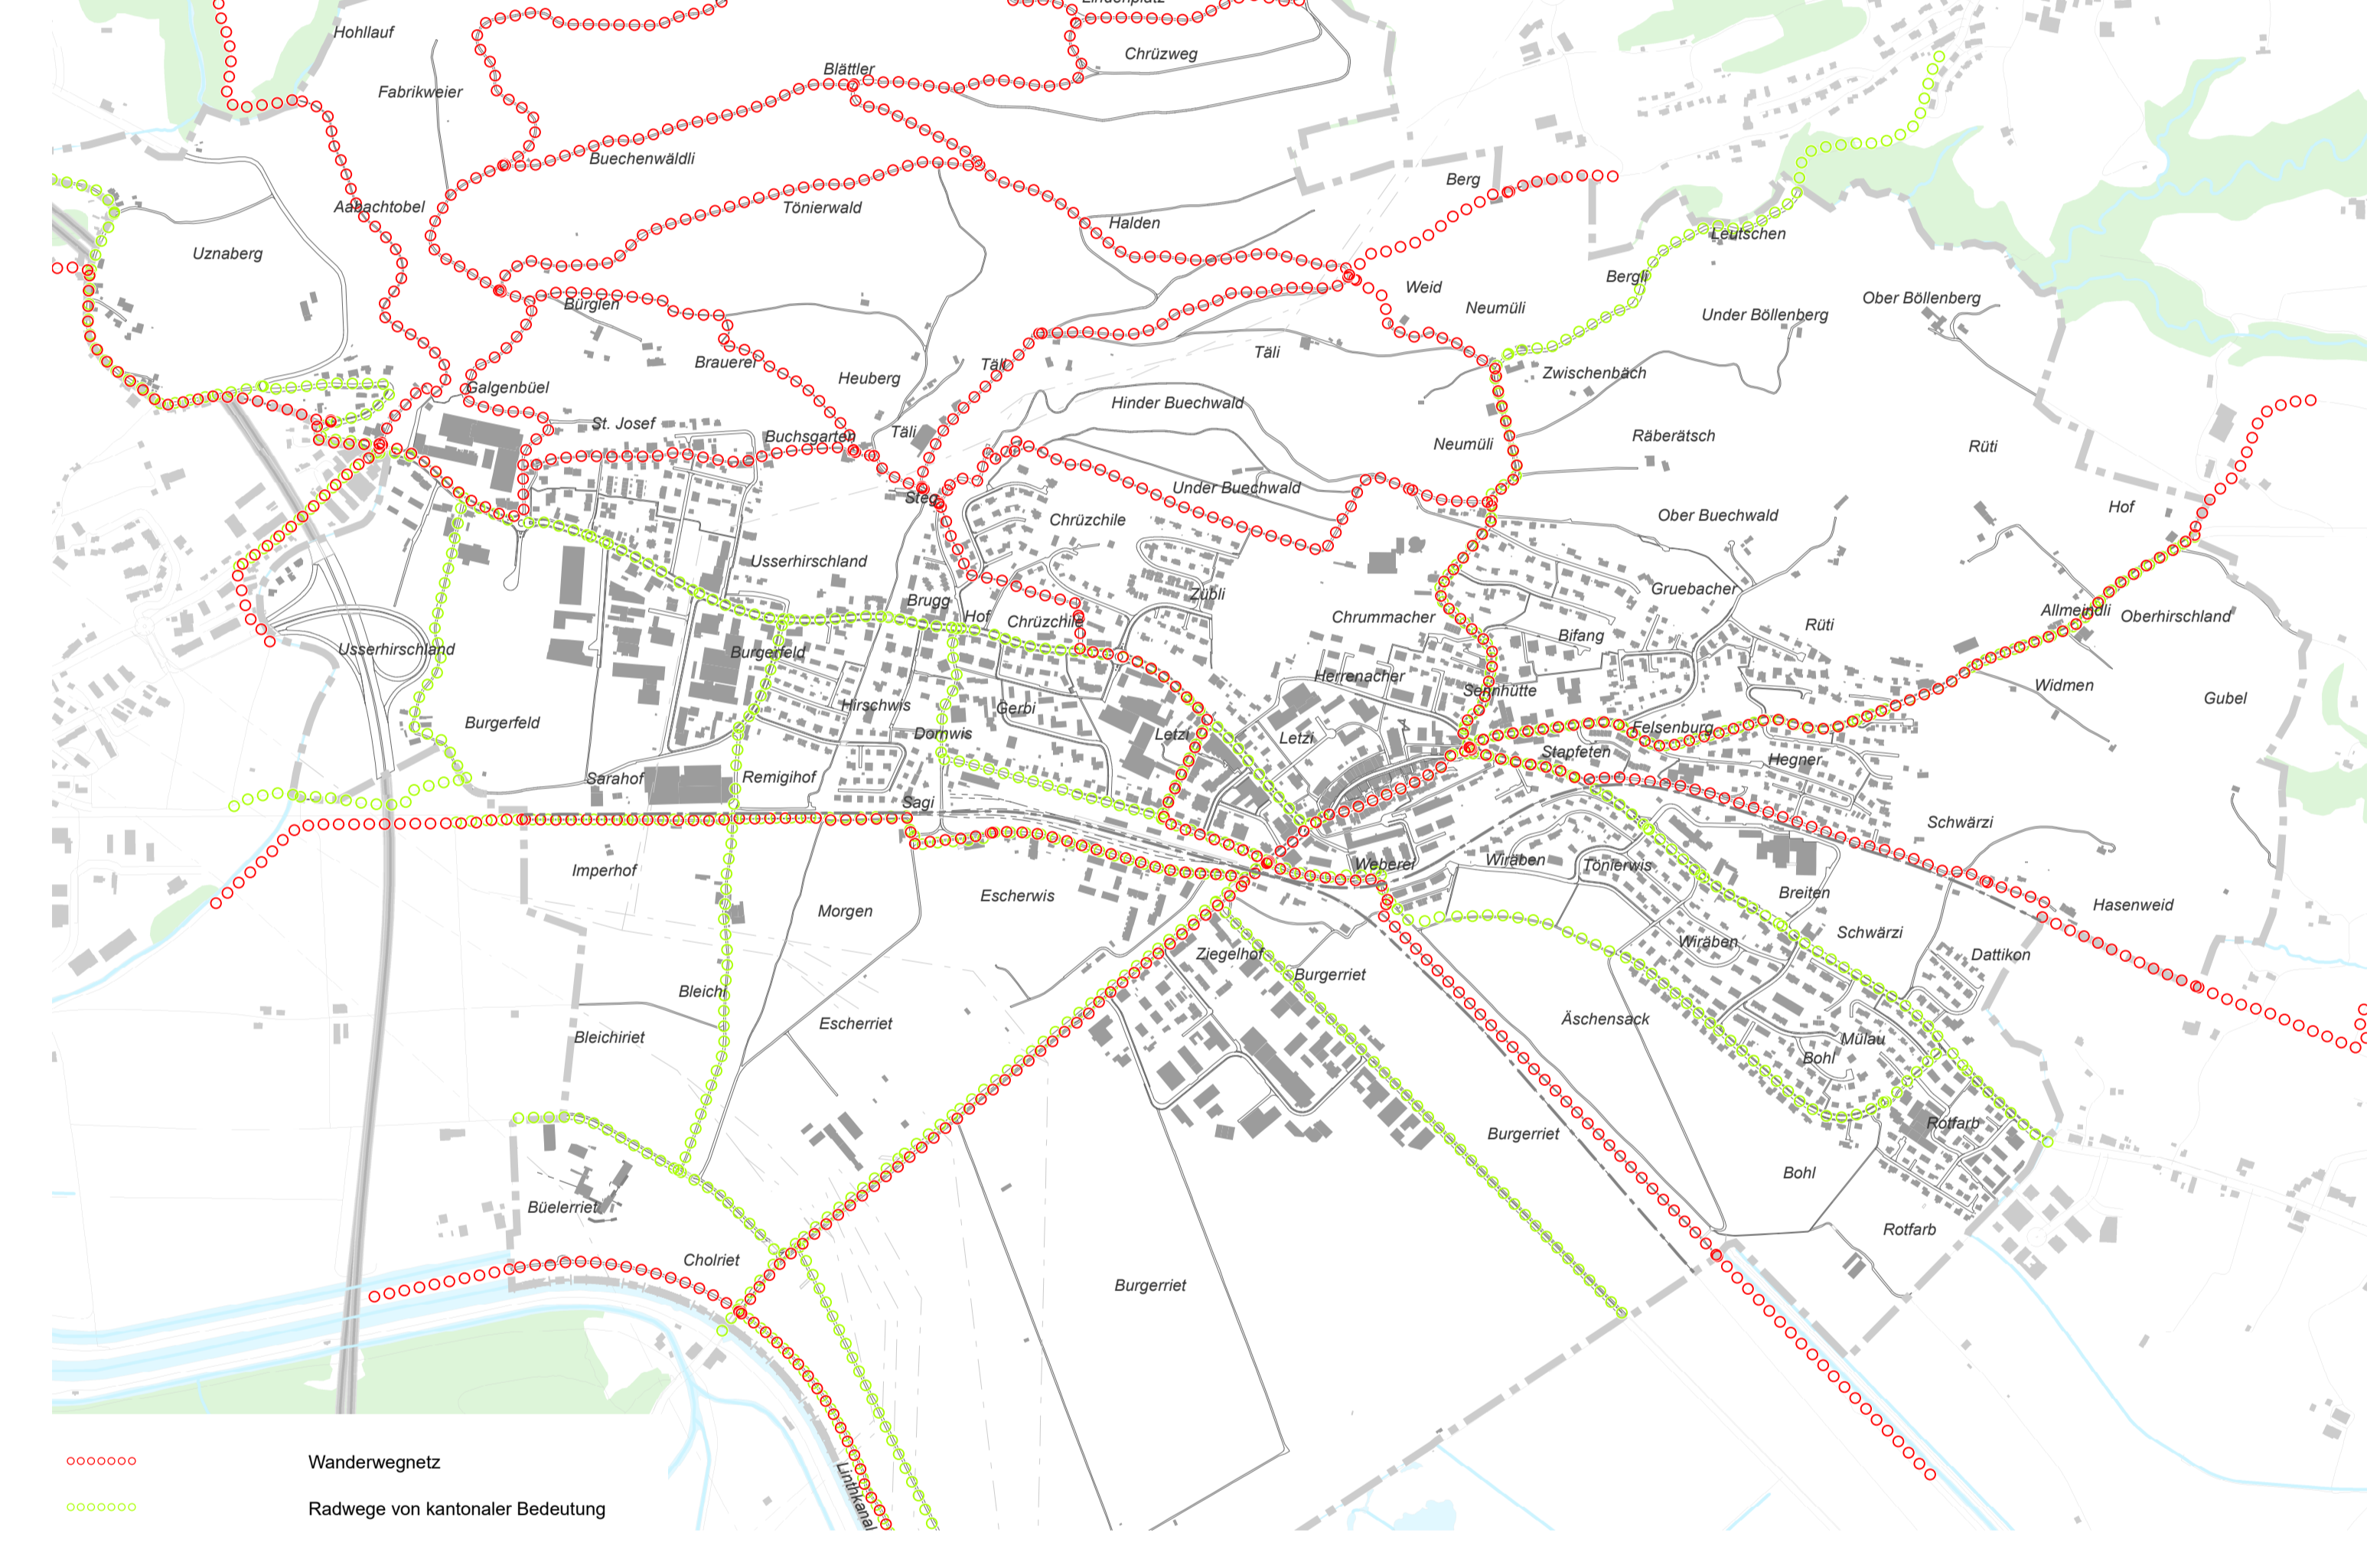 Lindenplatz
Hohllauf
Chrüzweg
Blättler
Fabrikweier
Buechenwäldli
Berg
Aabachtobel
Tönierwald
Halden
Leutschen
Uznaberg
Bergli
Weid
Ober Böllenberg
Bürglen
Neumüli
Under Böllenberg
Täli
Brauerei
Täli
Heuberg
Zwischenbäch
Galgenbüel
Hinder Buechwald
St. Josef
Buchsgarten
Täli
Neumüli
Räberätsch
Rüti
Under Buechwald
Steg
Hof
Chrüzchile
Ober Buechwald
Usserhirschland
Gruebacher
Zübli
Brugg
Hof
Chrüzchile
Chrummacher
Allmeindli
Oberhirschland
Rüti
Bifang
Usserhirschland
Burgerfeld
Herrenacher
Widmen
Sennhütte
Gubel
Hirschwis
Gerbi
Burgerfeld
Dornwis
Letzi
Letzi
Felsenburg
Stapfeten
Hegner
Sarahof
Remigihof
Sagi
Schwärzi
Imperhof
Weberei
Wiräben
Tönierwis
Escherwis
Breiten
Morgen
Hasenweid
Schwärzi
Wiräben
Ziegelhof
Dattikon
Burgerriet
Bleichi
Äschensack
Escherriet
Bleichiriet
Mülau
Bohl
Rotfarb
Burgerriet
Bohl
Büelerriet
Rotfarb
Cholriet
Burgerriet
Linthkanal
Wanderwegnetz
Radwege von kantonaler Bedeutung